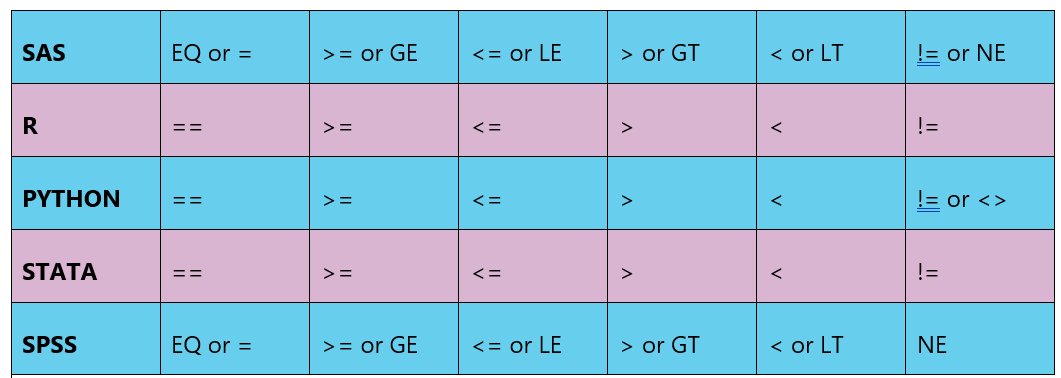 SAS EQ or = >= or GE <= or LE > or GT < or LT != or NE
R == >= <= > < !=
PYTHON == >= <= > < != or <>
STATA == >= <= > < !=
SPSS EQ or = >= or GE <= or LE > or GT < or LT NE